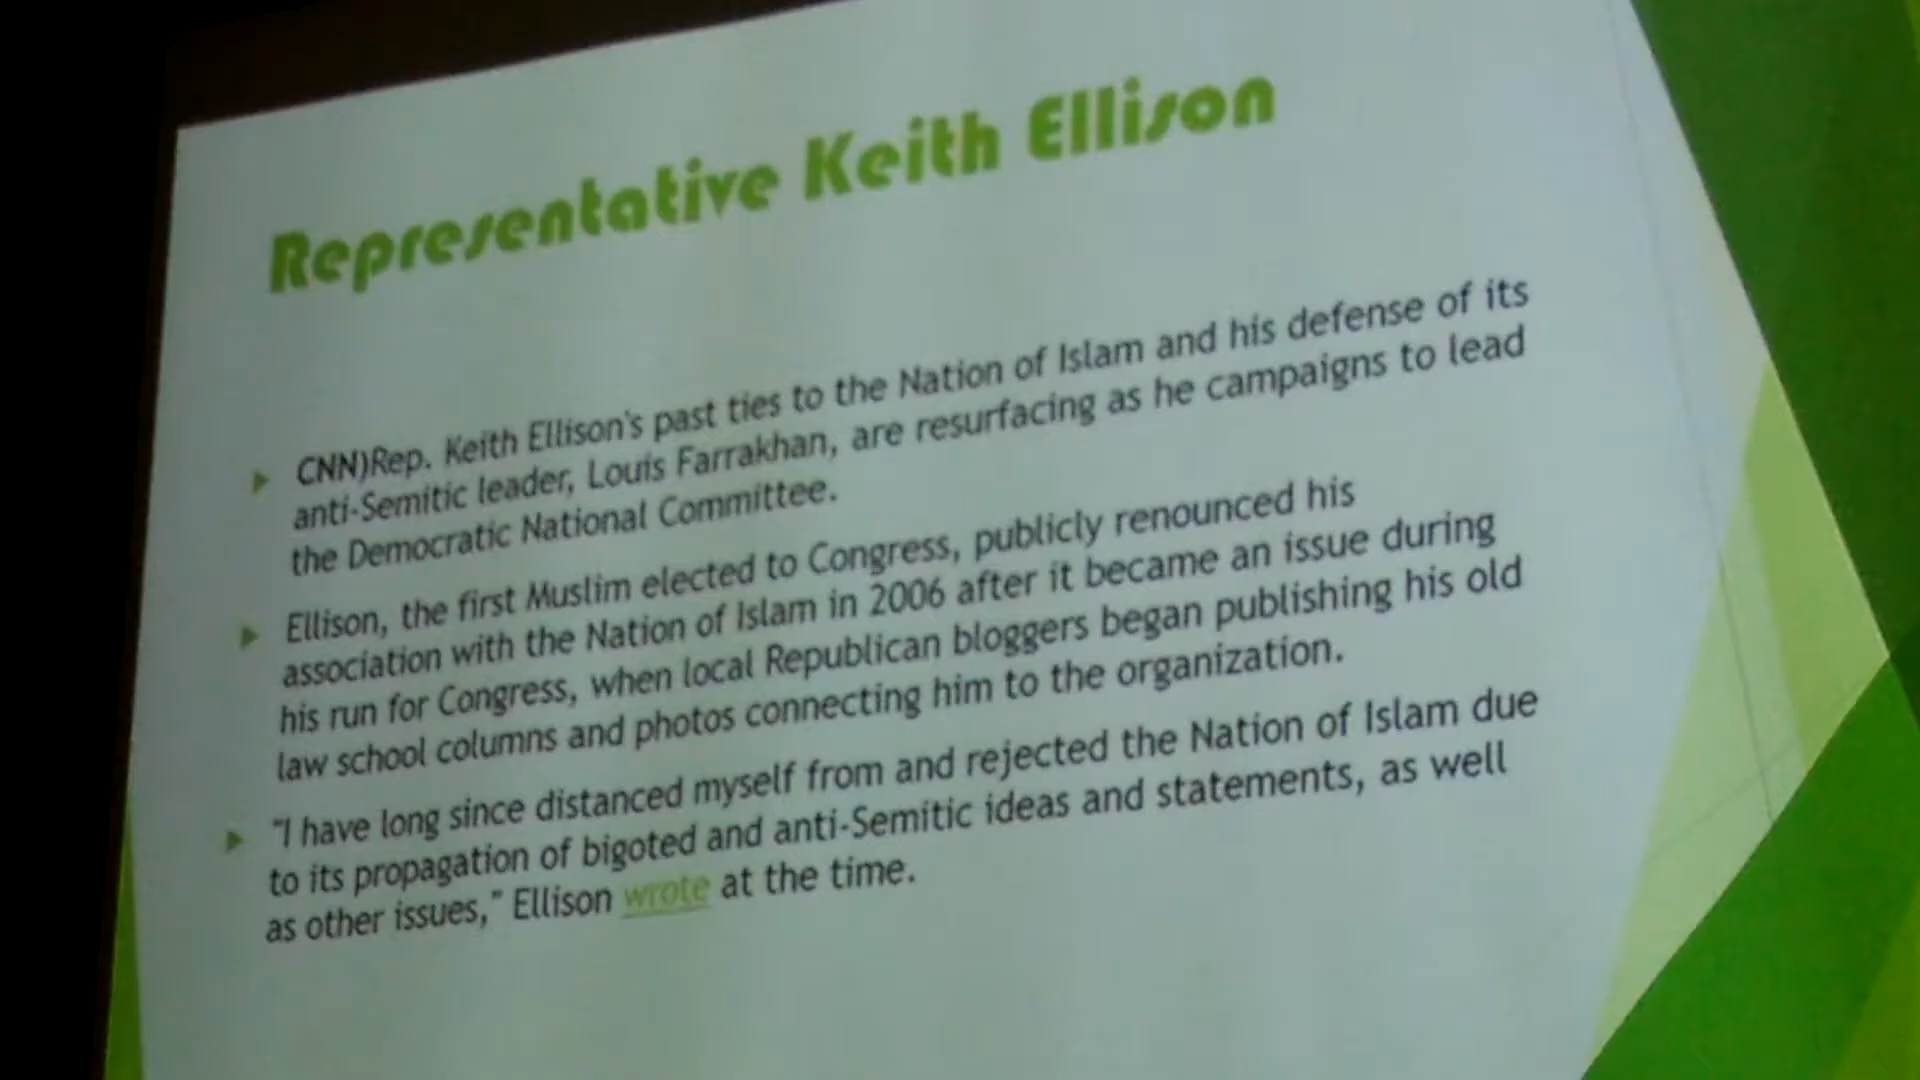 Representative Keith Ellison
CNN)Rep. Keith Ellison's past ties to the Nation of Islam and his defense of its
anti-Semitic leader, Louis Farrakhan, are resurfacing as he campaigns to lead
the Democratic National Committee.
Ellison, the first Muslim elected to Congress, publicly renounced his
association with the Nation of Islam in 2006 after it became an issue during
his run for Congress, when local Republican bloggers began publishing his old
law school columns and photos connecting him to the organization.
"I have long since distanced myself from and rejected the Nation of Islam due
to its propagation of bigoted and anti-Semitic ideas and statements, as well
as other issues," Ellison wrote at the time.